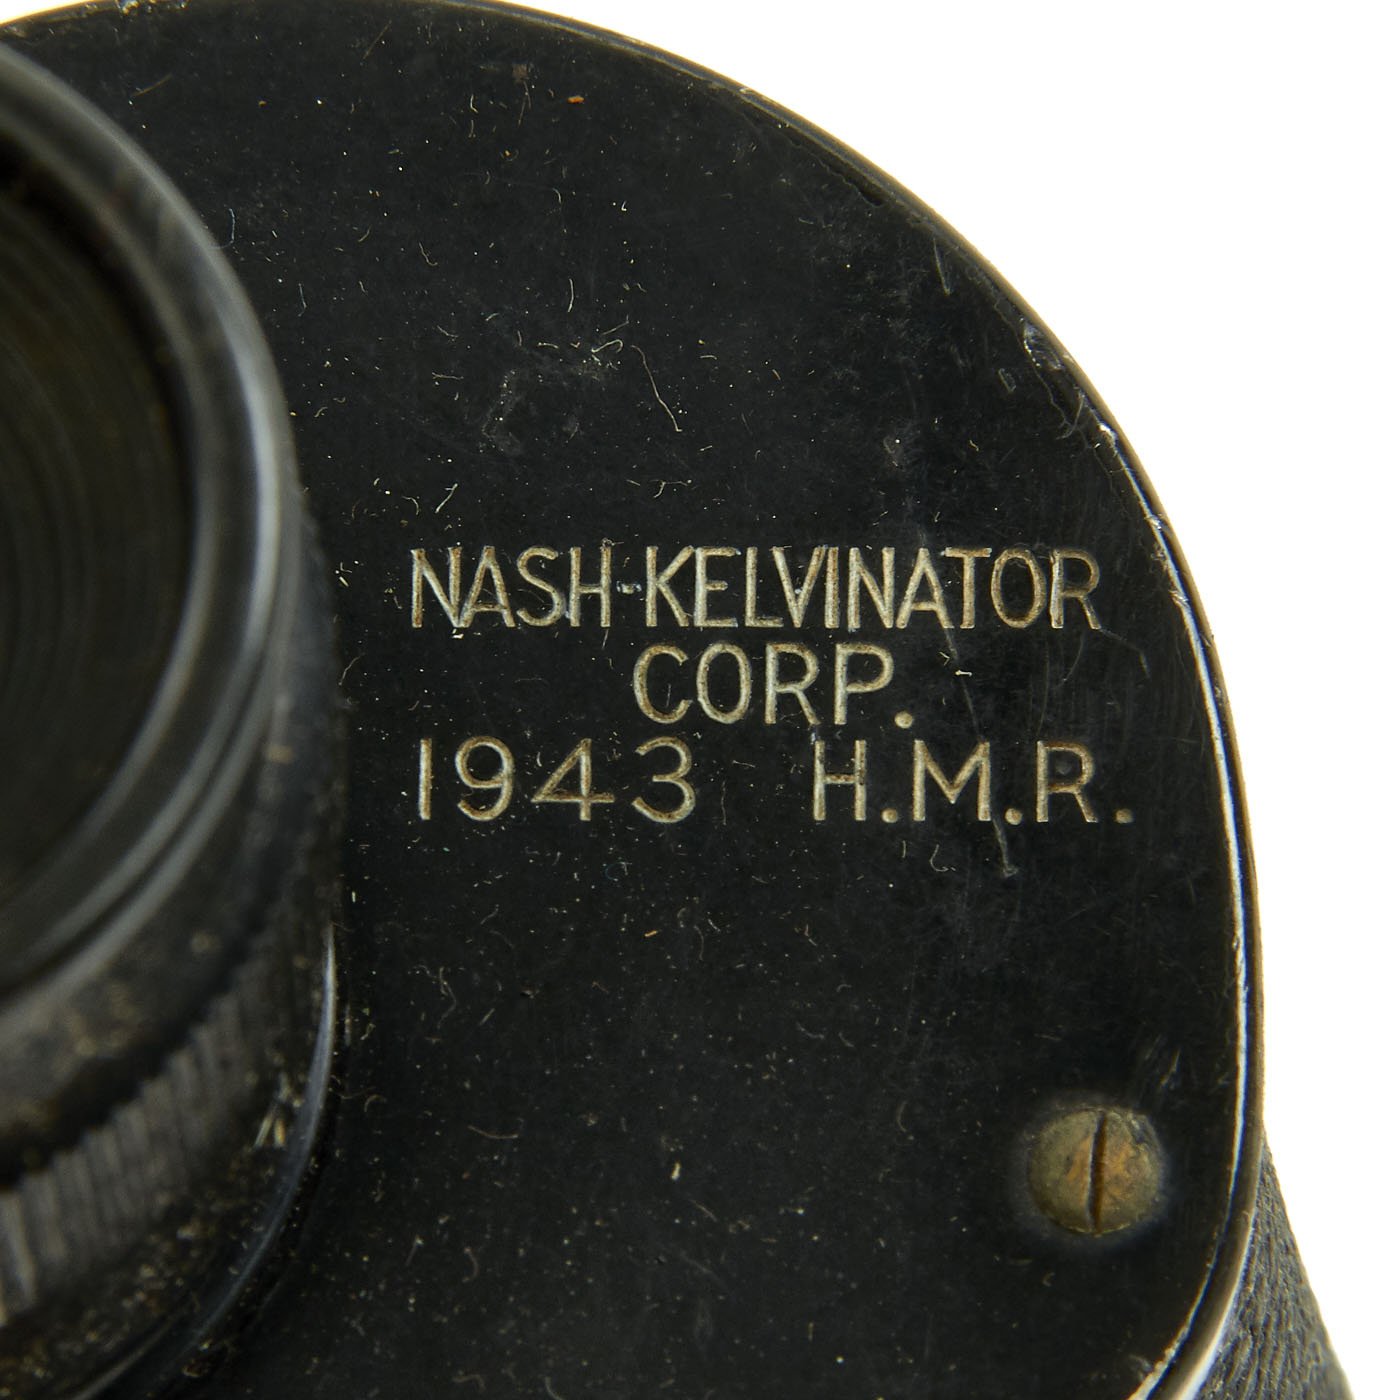 NASH-KELVINATOR
CORP.
1943 H.M.R.